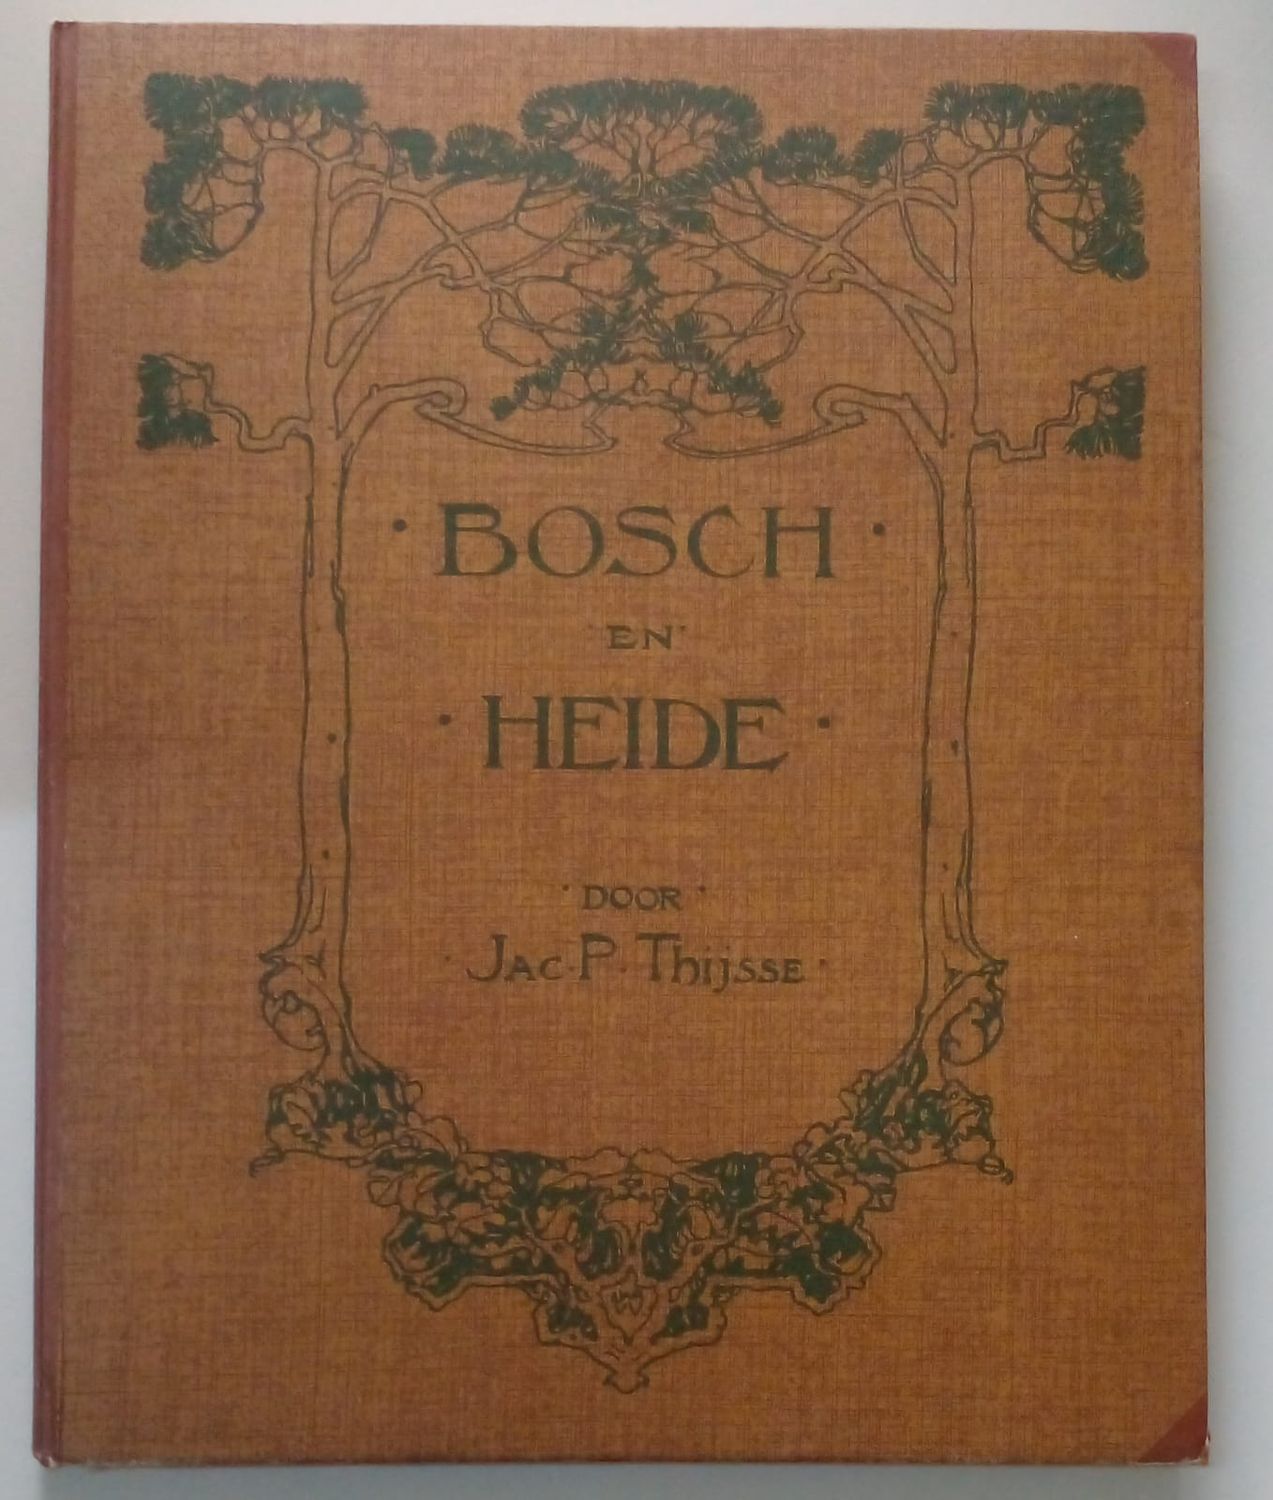 · BOSCH ·
· EN ·
· HEIDE ·
· DOOR ·
· JAC · P · Thijsse ·